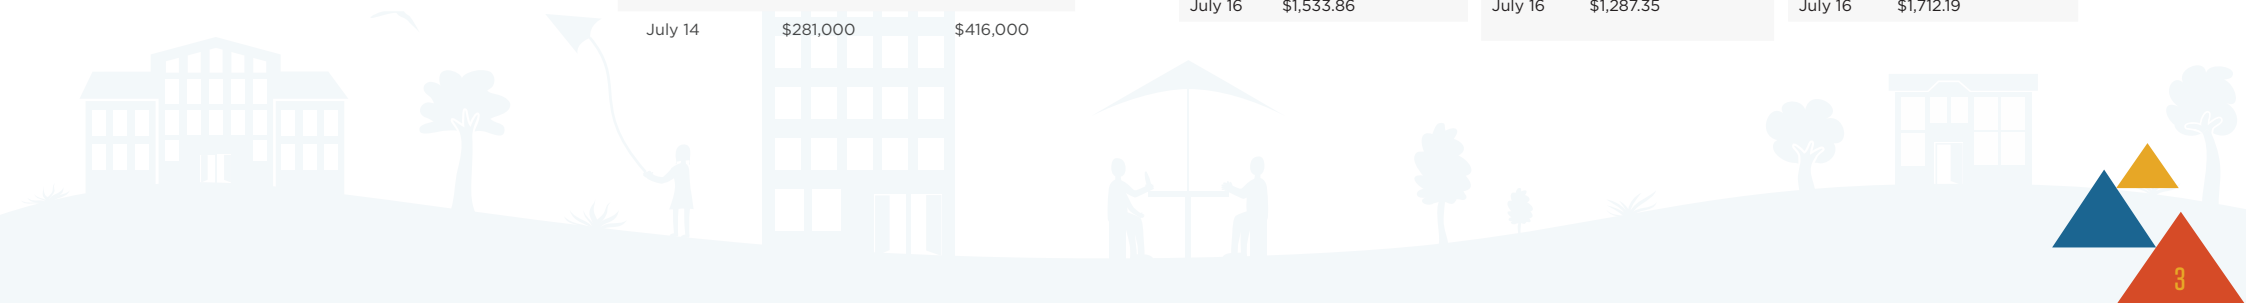 July 16 $1,533.86
July 16 $1,287.35
July 16 $1,712.19
July 14 $281,000 $416,000
3